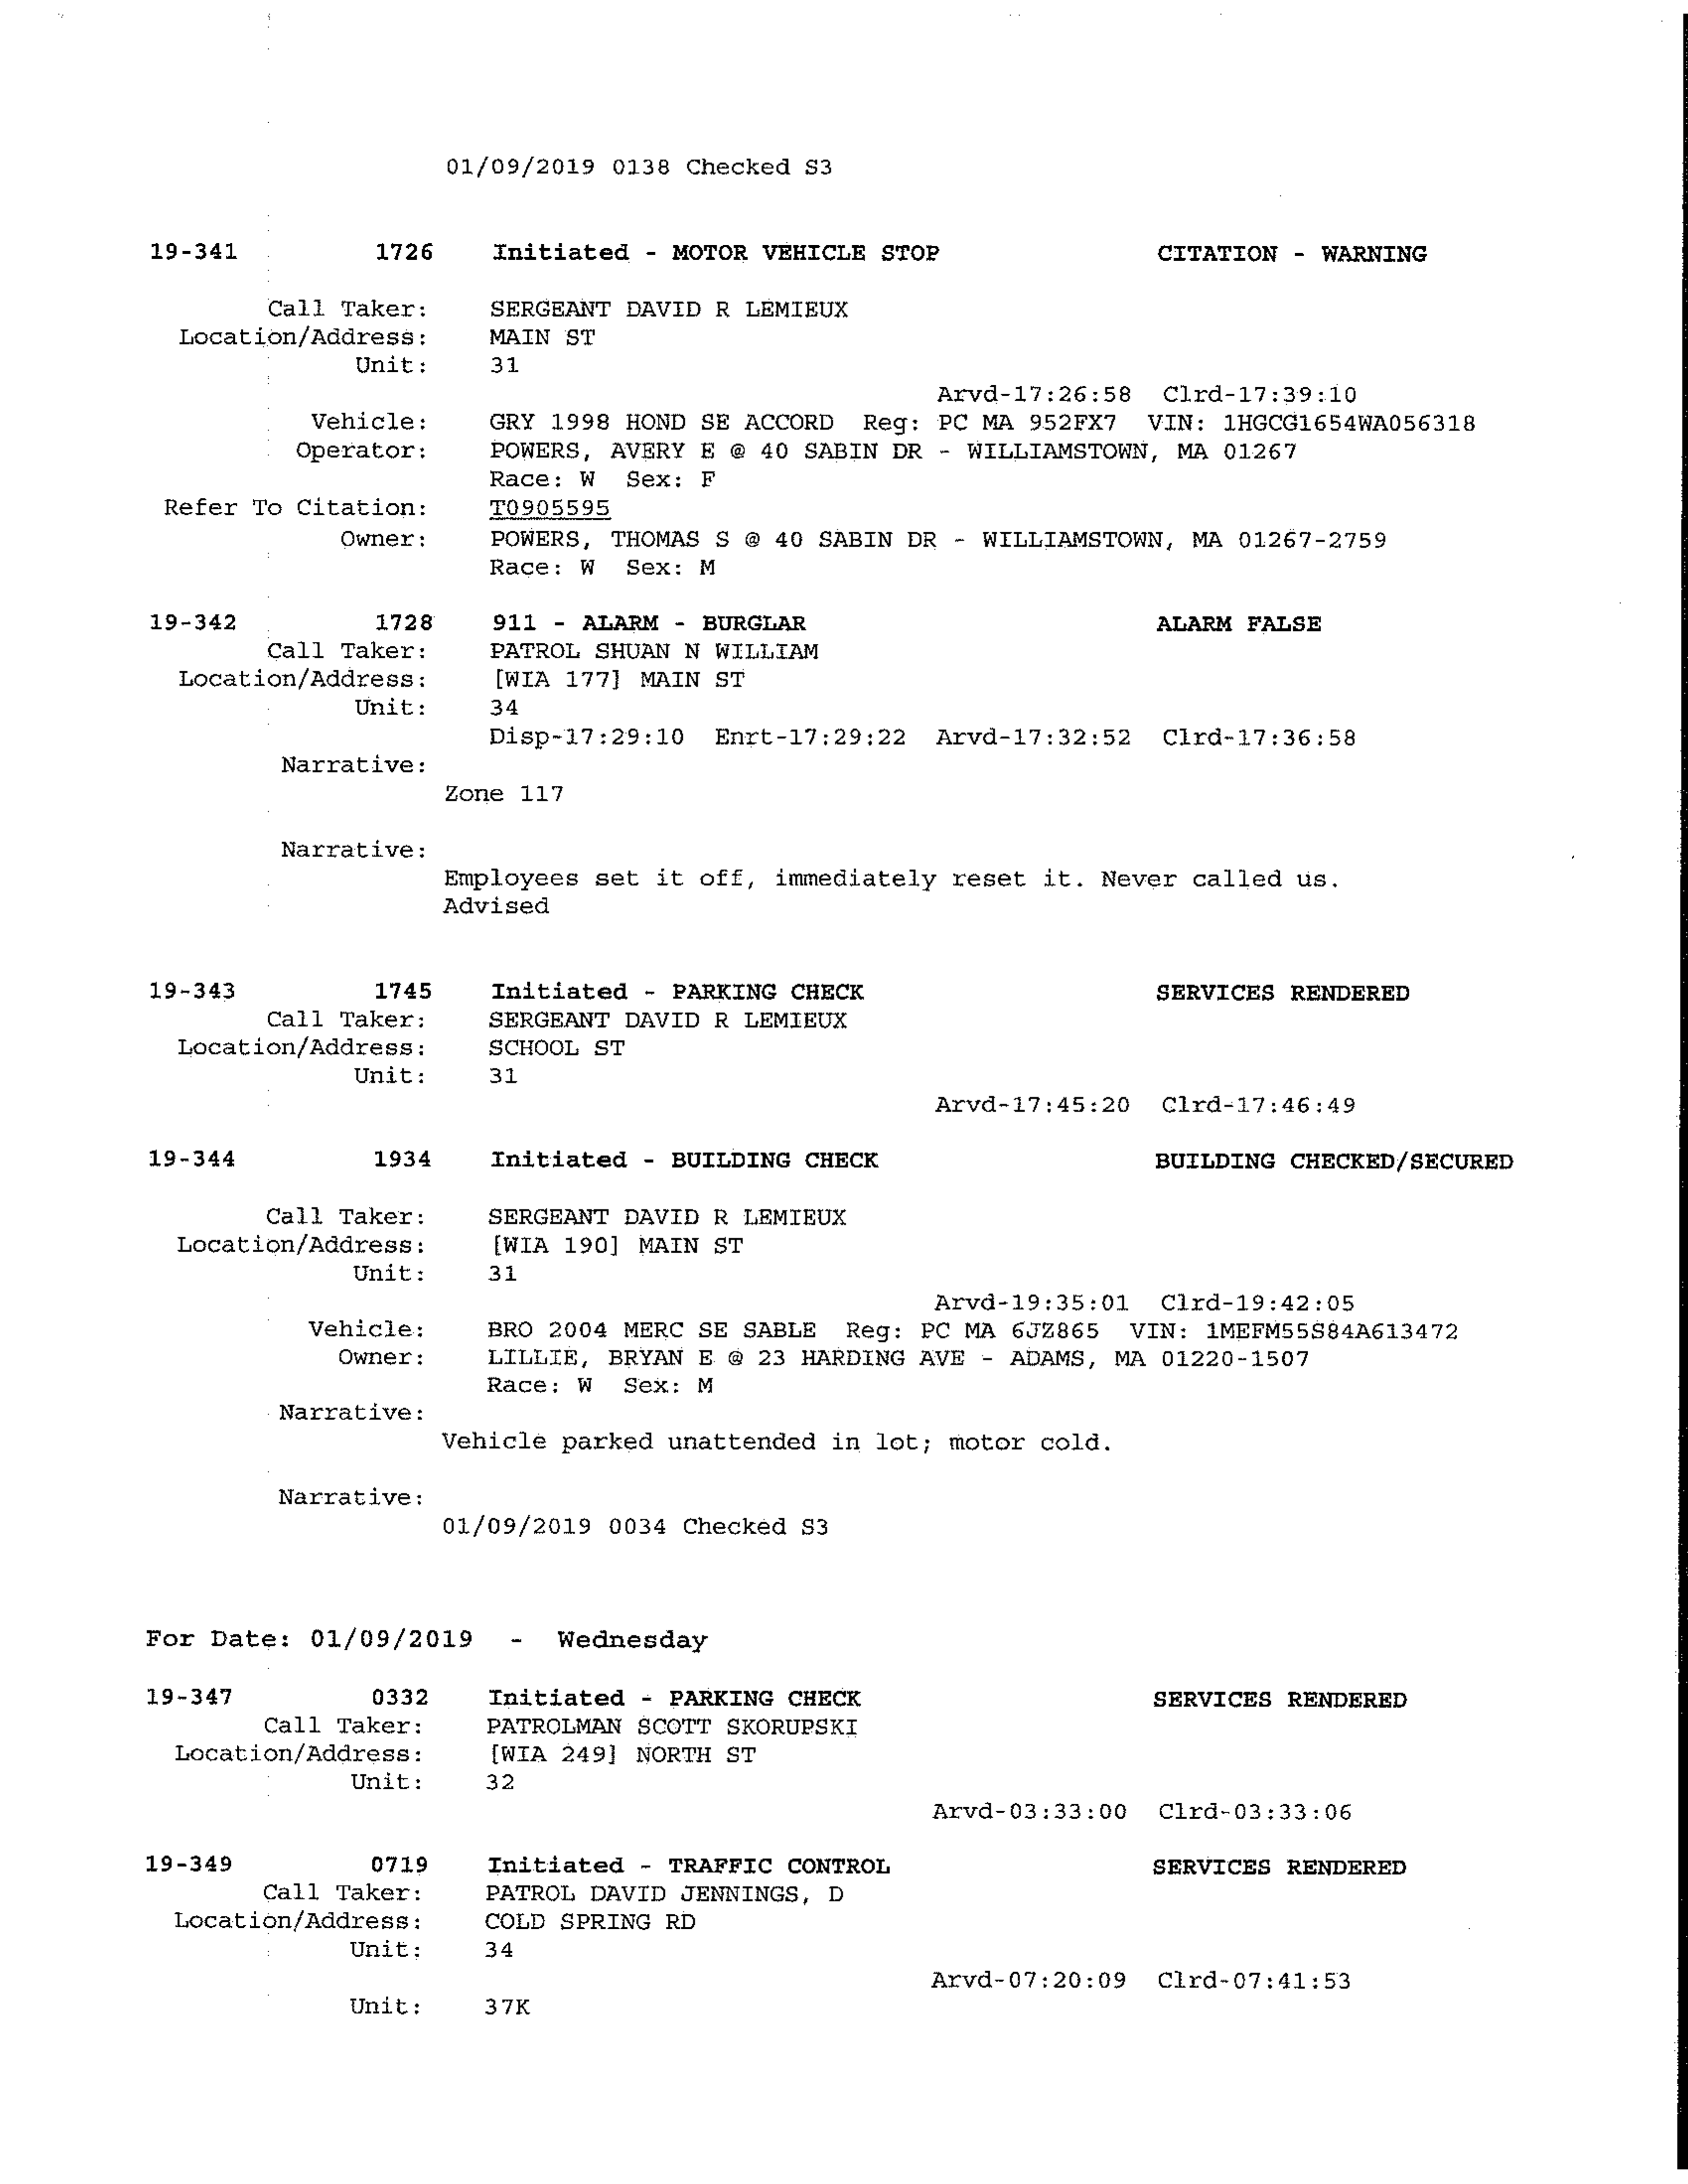 01/09/2019 0138 Checked S3
19-341 1726 Initiated - MOTOR VEHICLE STOP CITATION - WARNING
Call Taker: SERGEANT DAVID R LEMIEUX
Location/Address: MAIN ST
Unit: 31
Arvd-17:26:58 Clrd-17:39:10
Vehicle: GRY 1998 HOND SE ACCORD Reg: PC MA 952FX7 VIN: 1HGCG1654WA056318
Operator: POWERS, AVERY E @ 40 SABIN DR - WILLIAMSTOWN, MA 01267
Race: W Sex: F
Refer To Citation: T0905595
Owner: POWERS, THOMAS S @ 40 SABIN DR - WILLIAMSTOWN, MA 01267-2759
Race: W Sex: M
19-342 1728 911 - ALARM - BURGLAR ALARM FALSE
Call Taker: PATROL SHUAN N WILLIAM
Location/Address: [WIA 177] MAIN ST
Unit: 34
Disp-17:29:10 Enrt-17:29:22 Arvd-17:32:52 Clrd-17:36:58
Narrative:
Zone 117
Narrative:
Employees set it off, immediately reset it. Never called us.
Advised
19-343 1745 Initiated - PARKING CHECK SERVICES RENDERED
Call Taker: SERGEANT DAVID R LEMIEUX
Location/Address: SCHOOL ST
Unit: 31
Arvd-17:45:20 Clrd-17:46:49
19-344 1934 Initiated - BUILDING CHECK BUILDING CHECKED/SECURED
Call Taker: SERGEANT DAVID R LEMIEUX
Location/Address: [WIA 190] MAIN ST
Unit: 31
Arvd-19:35:01 Clrd-19:42:05
Vehicle: BRO 2004 MERC SE SABLE Reg: PC MA 6JZ865 VIN: 1MEFM55S84A613472
Owner: LILLIE, BRYAN E @ 23 HARDING AVE - ADAMS, MA 01220-1507
Race: W Sex: M
Narrative:
Vehicle parked unattended in lot; motor cold.
Narrative:
01/09/2019 0034 Checked S3
For Date: 01/09/2019 - Wednesday
19-347 0332 Initiated - PARKING CHECK SERVICES RENDERED
Call Taker: PATROLMAN SCOTT SKORUPSKI
Location/Address: [WIA 249] NORTH ST
Unit: 32
Arvd-03:33:00 Clrd-03:33:06
19-349 0719 Initiated - TRAFFIC CONTROL SERVICES RENDERED
Call Taker: PATROL DAVID JENNINGS, D
Location/Address: COLD SPRING RD
Unit: 34
Arvd-07:20:09 Clrd-07:41:53
Unit: 37K